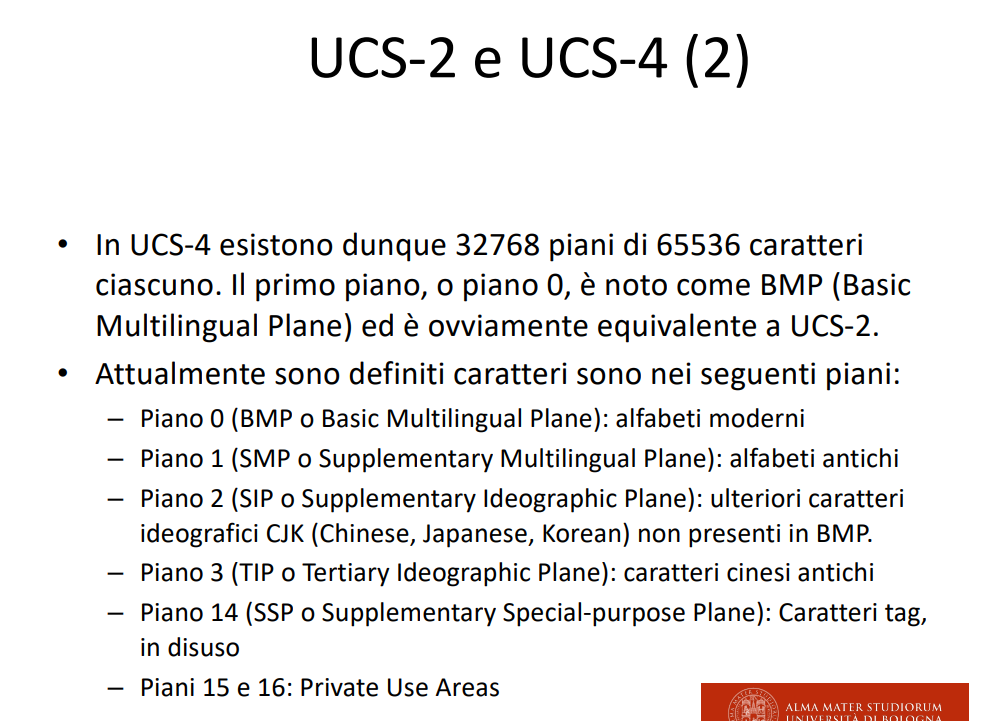 UCS-2 e UCS-4 (2)
• In UCS-4 esistono dunque 32768 piani di 65536 caratteri
ciascuno. Il primo piano, o piano 0, è noto come BMP (Basic
Multilingual Plane) ed è ovviamente equivalente a UCS-2.
• Attualmente sono definiti caratteri sono nei seguenti piani:
– Piano 0 (BMP o Basic Multilingual Plane): alfabeti moderni
– Piano 1 (SMP o Supplementary Multilingual Plane): alfabeti antichi
– Piano 2 (SIP o Supplementary Ideographic Plane): ulteriori caratteri
ideografici CJK (Chinese, Japanese, Korean) non presenti in BMP.
– Piano 3 (TIP o Tertiary Ideographic Plane): caratteri cinesi antichi
– Piano 14 (SSP o Supplementary Special-purpose Plane): Caratteri tag,
in disuso
– Piani 15 e 16: Private Use Areas
ALMA MATER STUDIORUM
UNIVERSITÀ DI BOLOGNA